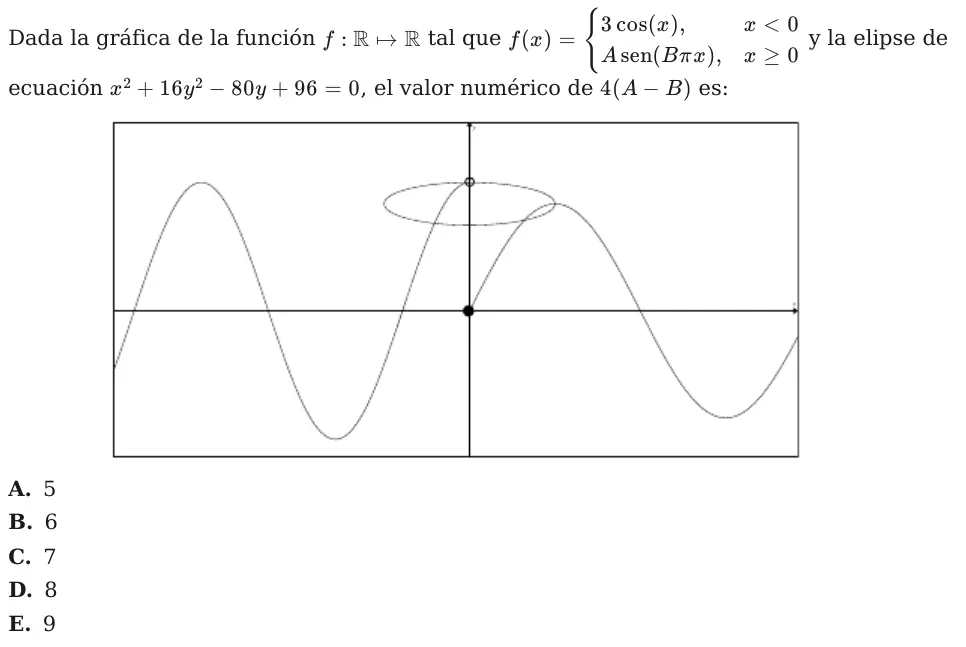 Dada la gráfica de la función f : ℝ ↦ ℝ tal que f(x) = { 3 cos(x), x < 0; A sen(Bπx), x ≥ 0 y la elipse de
ecuación x² + 16y² − 80y + 96 = 0, el valor numérico de 4(A − B) es:
A. 5
B. 6
C. 7
D. 8
E. 9